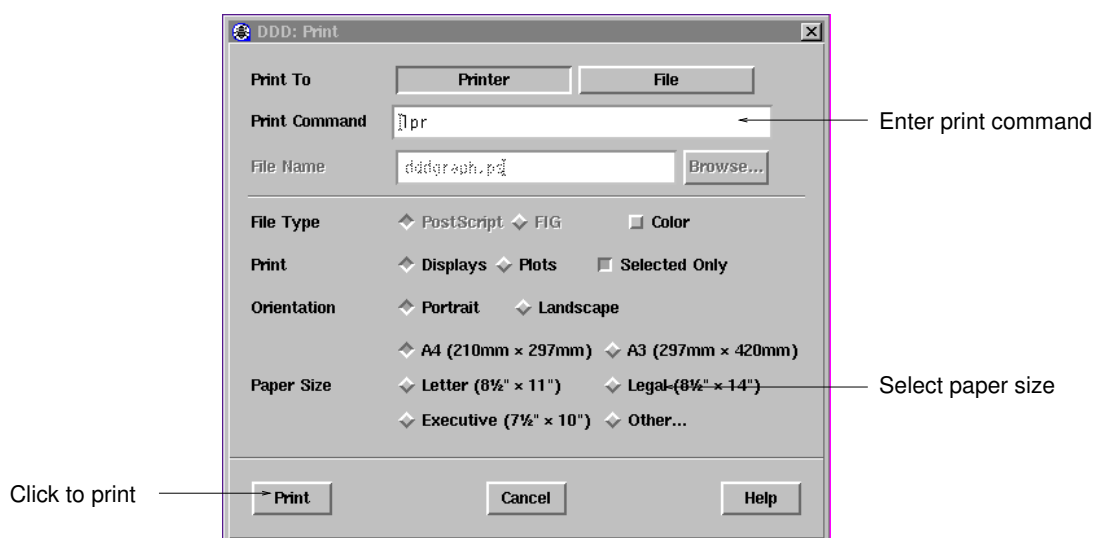 DDD: Print
Print To Printer File
Print Command lpr Enter print command
File Name dddgraph.ps Browse...
File Type PostScript FIG Color
Print Displays Plots Selected Only
Orientation Portrait Landscape
A4 (210mm × 297mm) A3 (297mm × 420mm)
Paper Size Letter (8½" × 11") Legal (8½" × 14") Select paper size
Executive (7½" × 10") Other...
Click to print Print Cancel Help